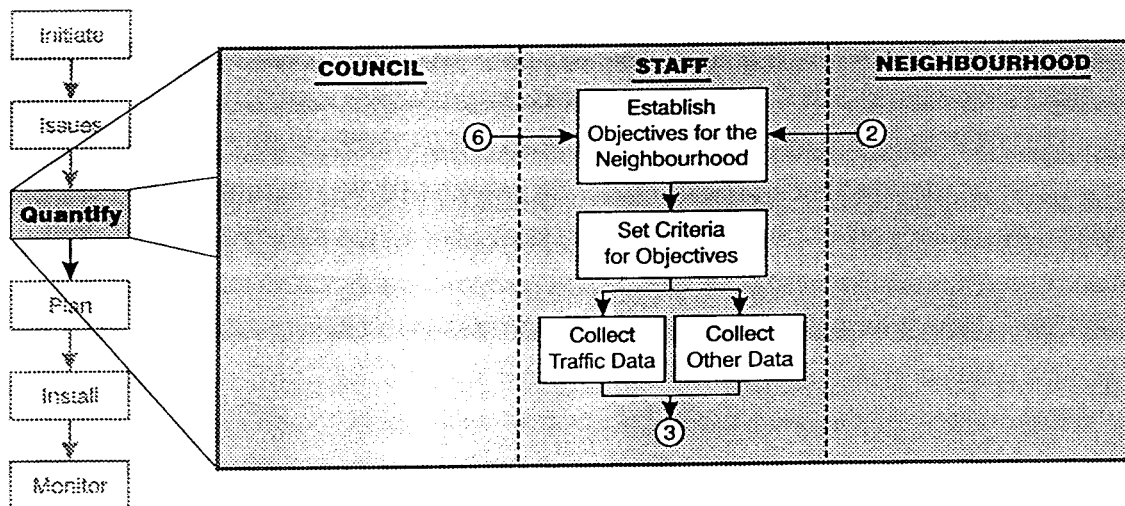 Initiate
Issues
Quantify
Plan
Install
Monitor
COUNCIL
STAFF
NEIGHBOURHOOD
6
Establish
Objectives for the
Neighbourhood
2
Set Criteria
for Objectives
Collect
Traffic Data
Collect
Other Data
3